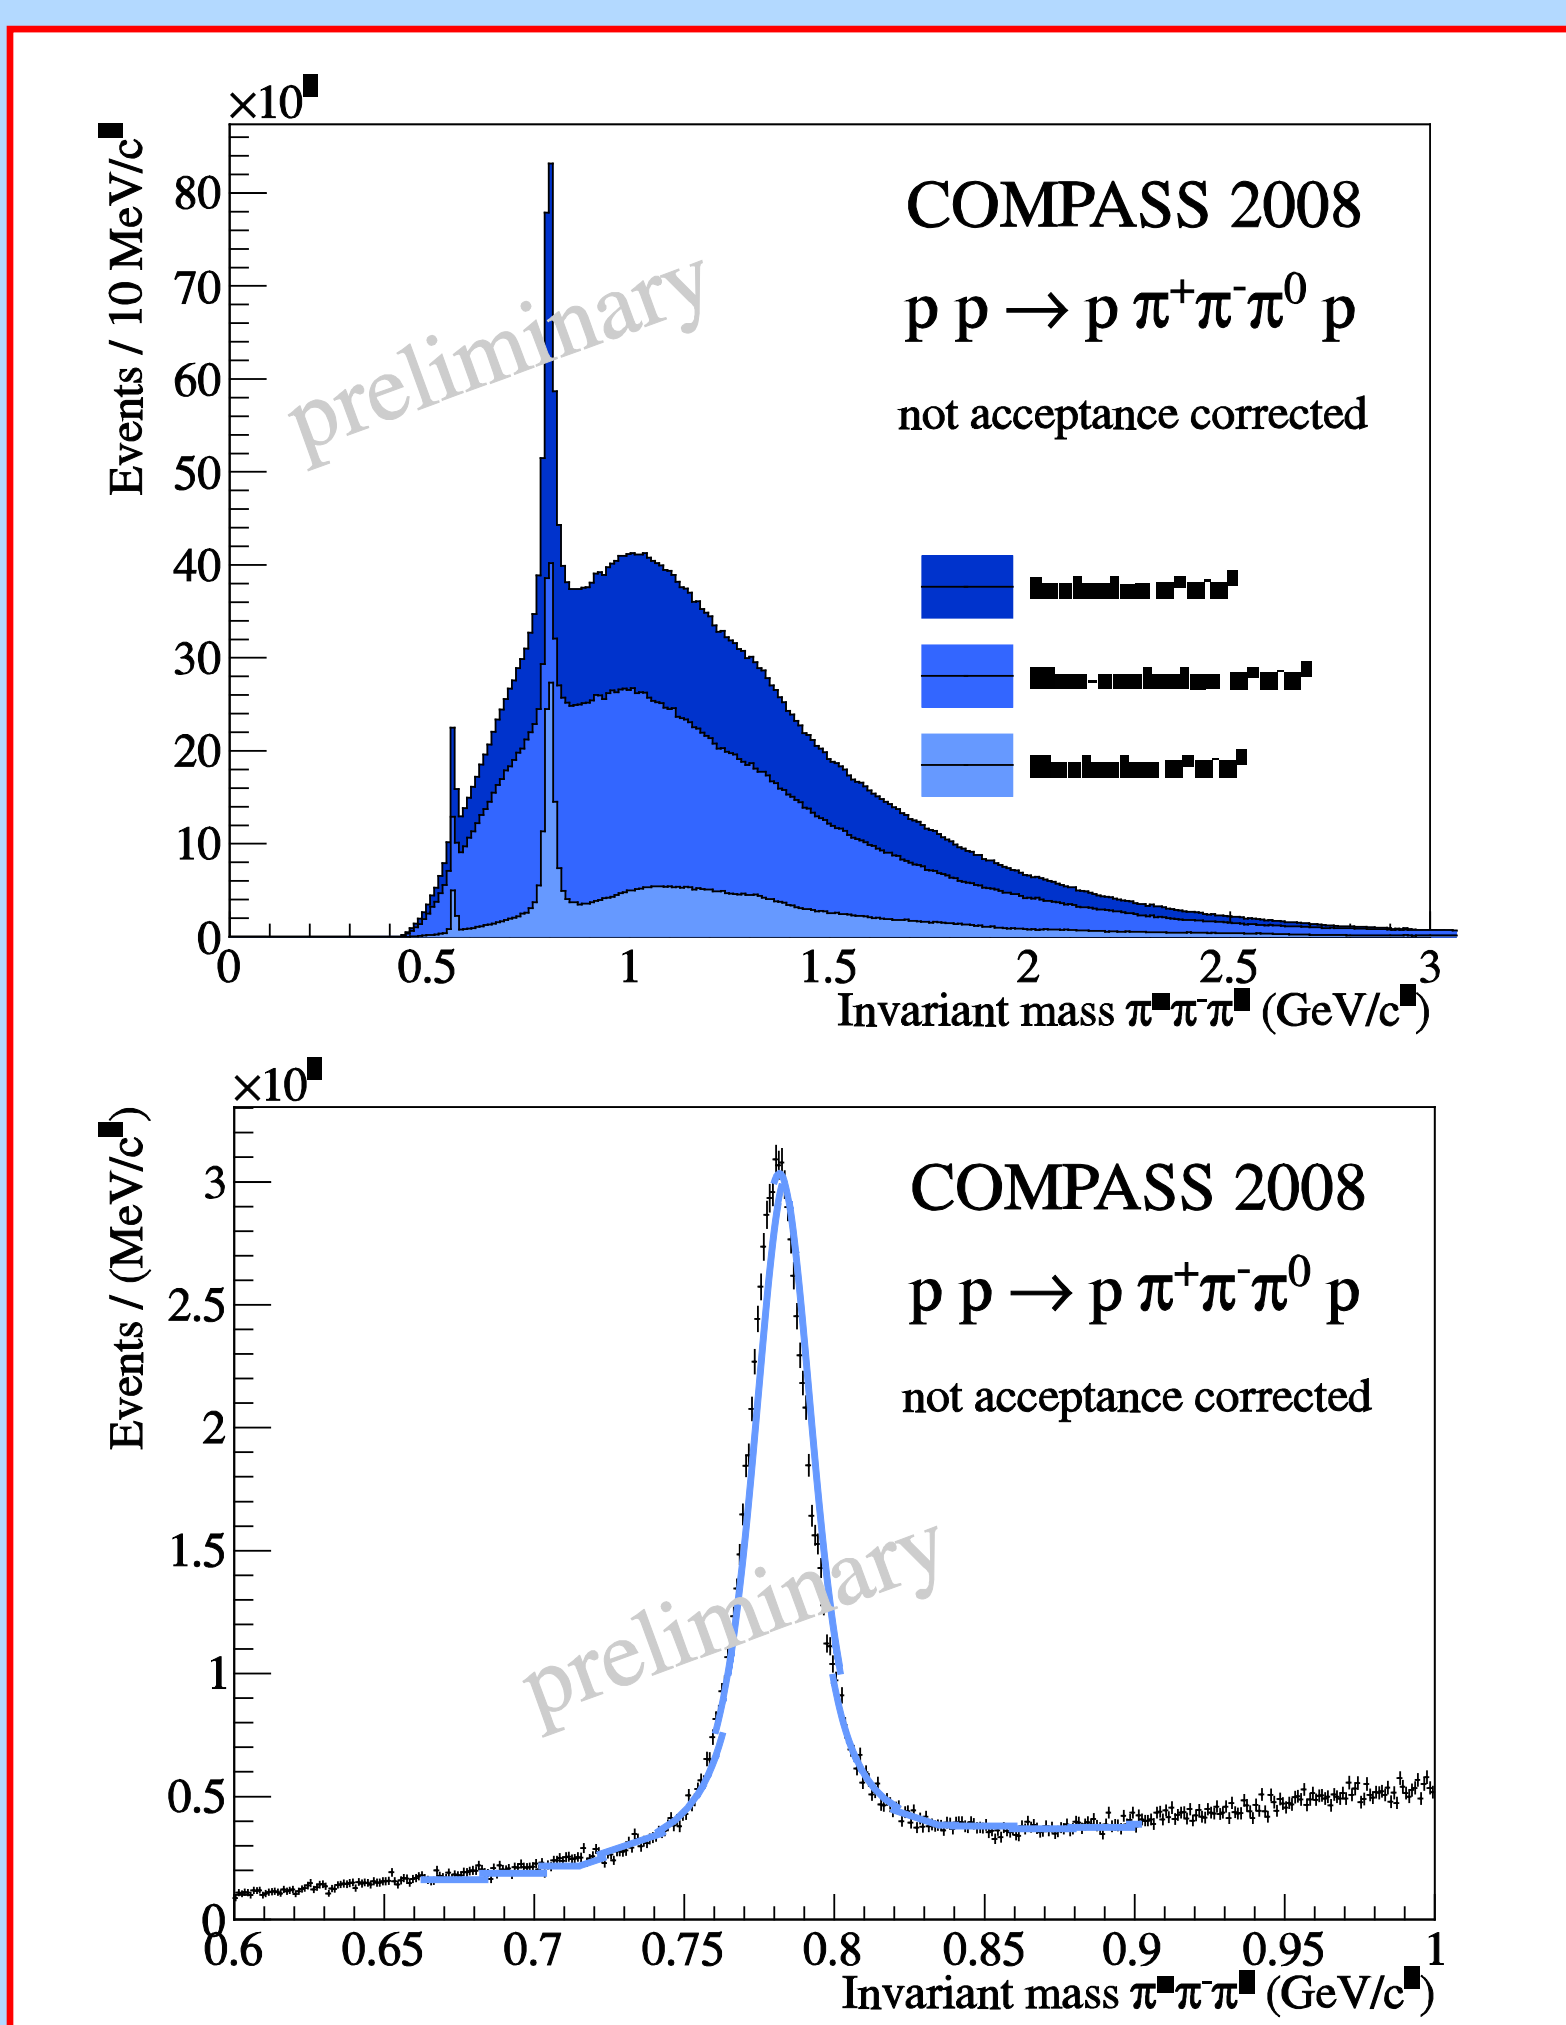 ×10
Events / 10 MeV/c
80
70
60
50
40
30
20
10
0
COMPASS 2008
p p → p π⁺π⁻π⁰ p
not acceptance corrected
preliminary
0 0.5 1 1.5 2 2.5 3
Invariant mass π π⁻π (GeV/c )
×10
Events / (MeV/c )
3
2.5
2
1.5
1
0.5
0
COMPASS 2008
p p → p π⁺π⁻π⁰ p
not acceptance corrected
preliminary
0.6 0.65 0.7 0.75 0.8 0.85 0.9 0.95 1
Invariant mass π π⁻π (GeV/c )